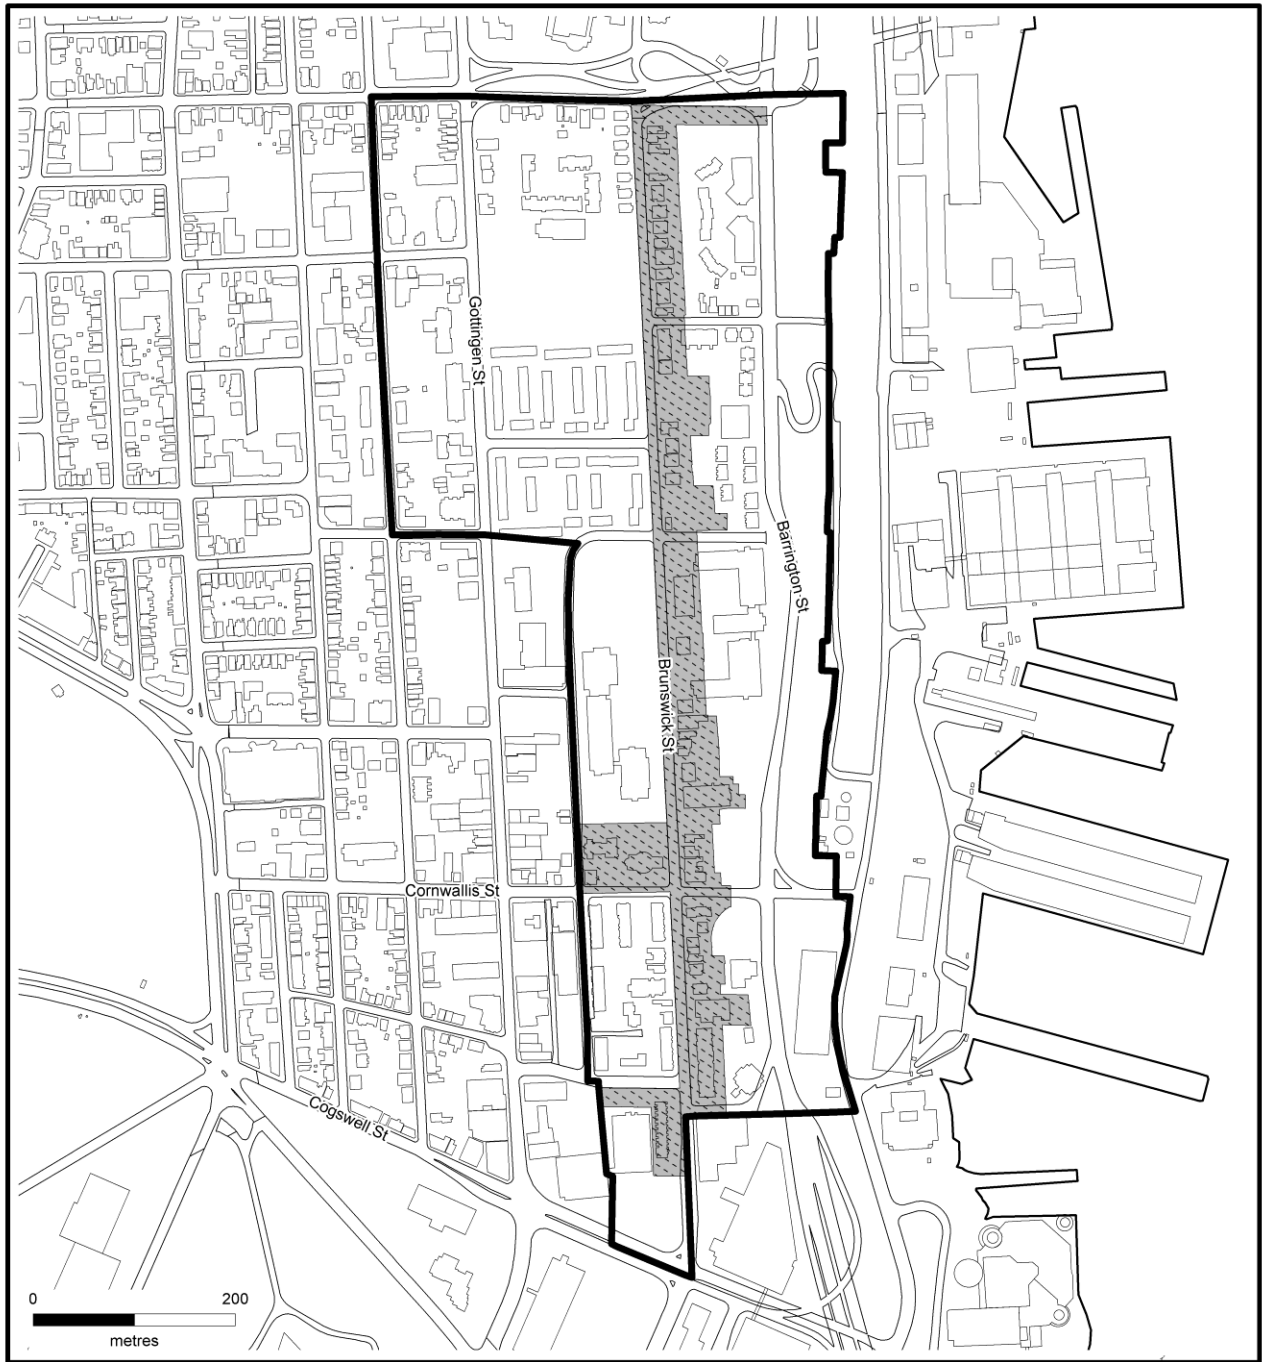 Gottingen St
Barrington St
Brunswick St
Cornwallis St
Cogswell St
0 200
metres